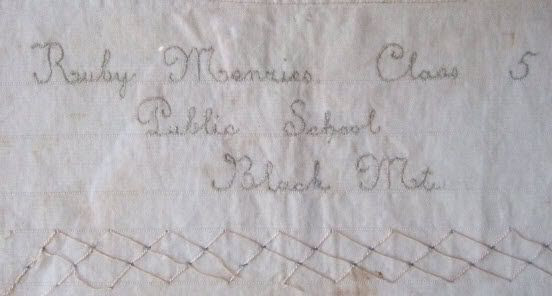 Ruby Menzies Class 5
Public School
Black Mt.